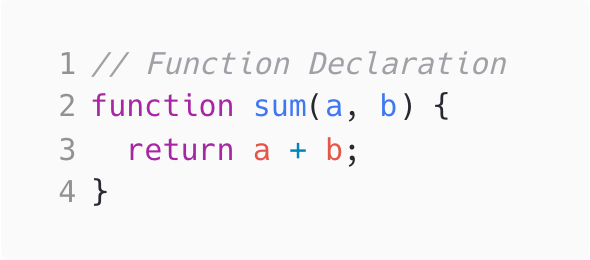 1 // Function Declaration
2 function sum(a, b) {
3   return a + b;
4 }